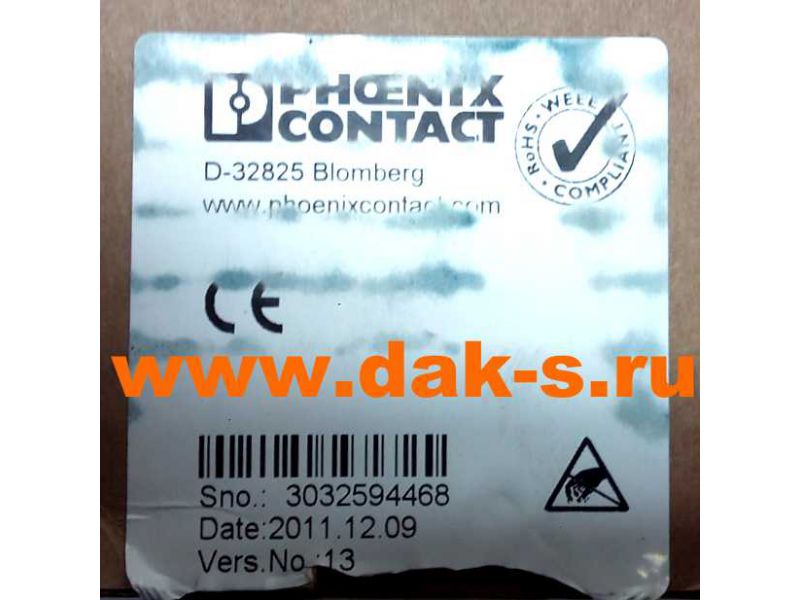 PHŒNIX
CONTACT
WELL
RoHS • COMPLIANT
D-32825 Blomberg
www.phoenixcontact.com
CE
www.dak-s.ru
Sno.: 3032594468
Date:2011.12.09
Vers.No.:13